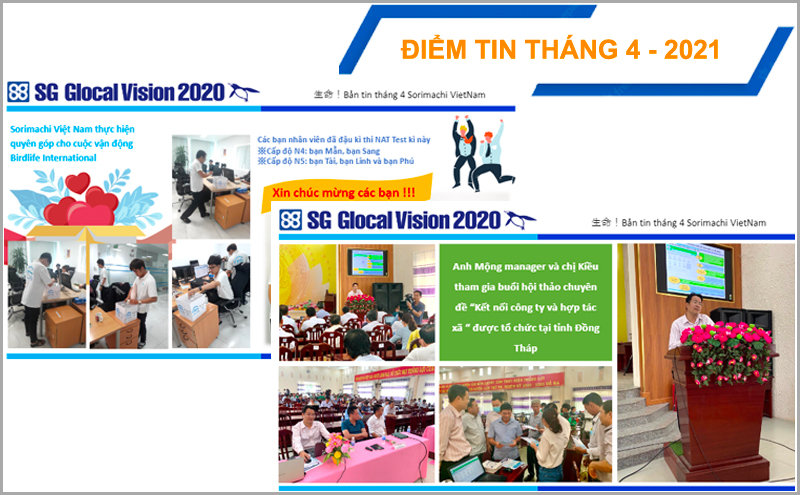 ĐIỂM TIN THÁNG 4 - 2021
SG Glocal Vision 2020
生命！Bản tin tháng 4 Sorimachi VietNam
Sorimachi Việt Nam thực hiện
quyên góp cho cuộc vận động
Birdlife International
Các bạn nhân viên đã đậu kì thi NAT Test kì này
※Cấp độ N4: bạn Mẫn, bạn Sang
※Cấp độ N5: bạn Tài, bạn Linh và bạn Phú
Xin chúc mừng các bạn !!!
SG Glocal Vision 2020
生命！Bản tin tháng 4 Sorimachi VietNam
Anh Mộng manager và chị Kiều
tham gia buổi hội thảo chuyên
đề “Kết nối công ty và hợp tác
xã “ được tổ chức tại tỉnh Đồng
Tháp